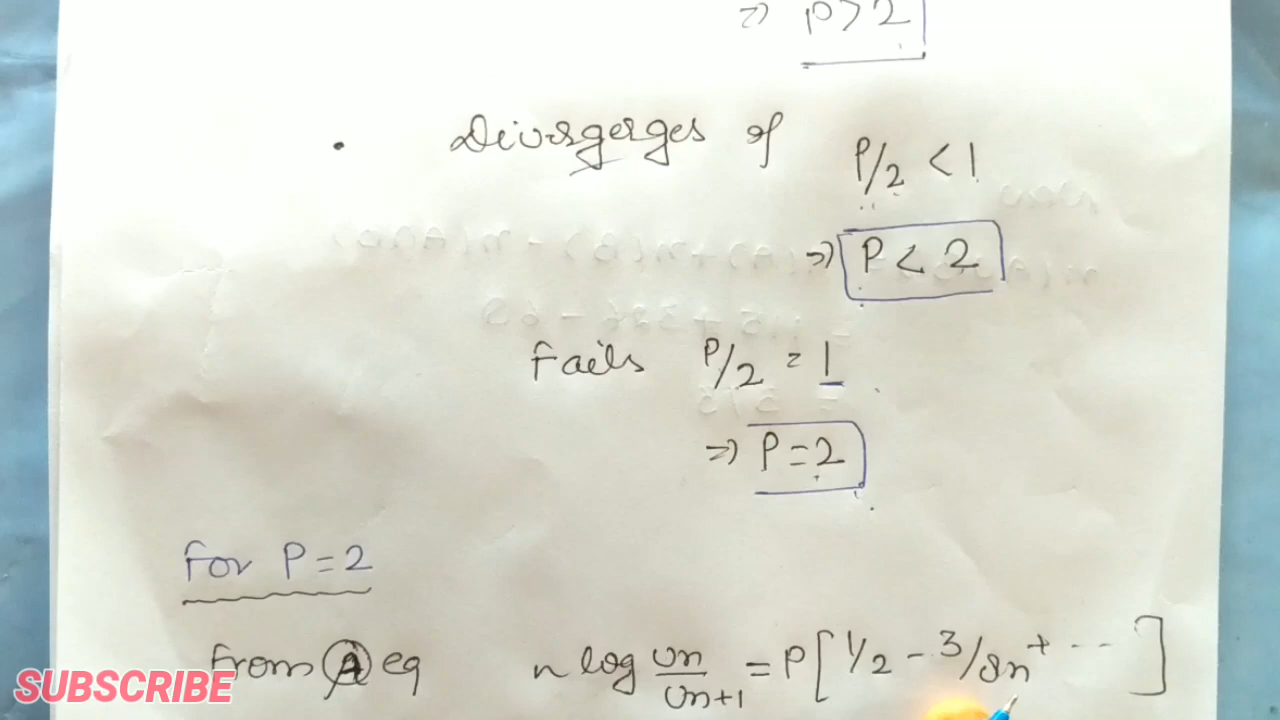 =) P>2
. Diverges of P/2 < 1
=) P < 2
Fails P/2 = 1
=) P=2
For P=2
From A eq n log Un/Un+1 = P[1/2 - 3/8n + ...]
SUBSCRIBE